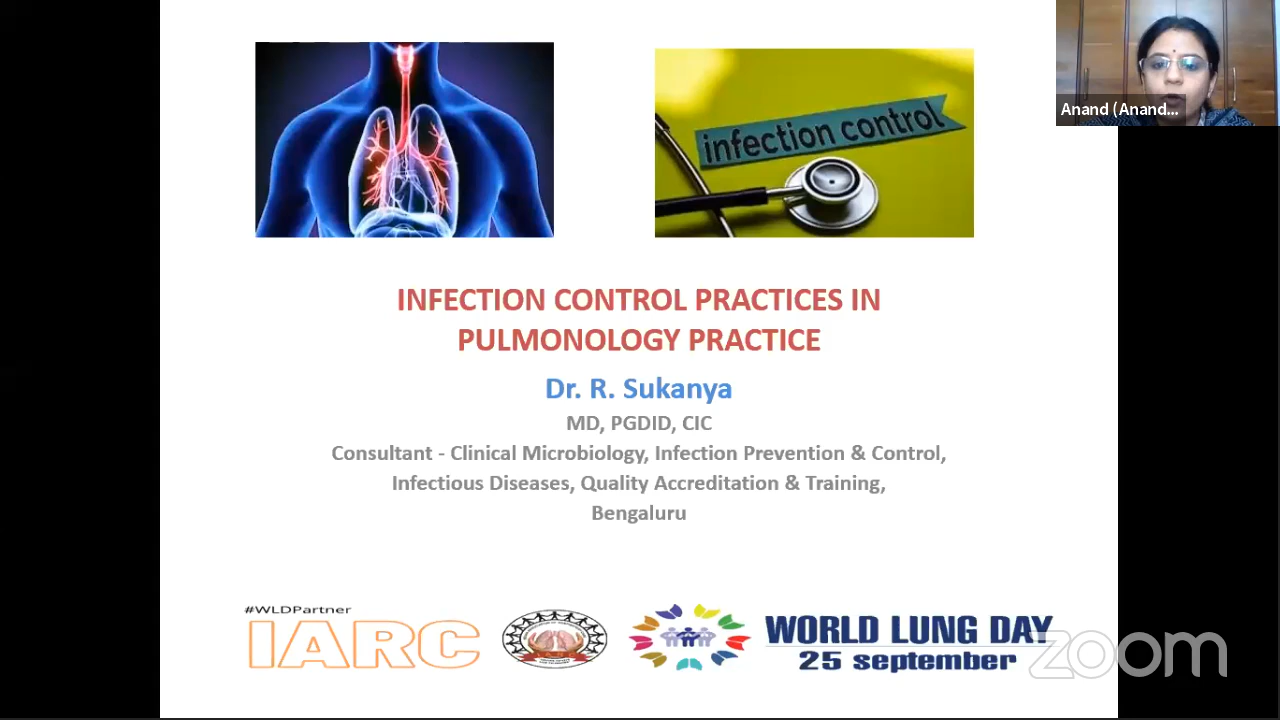 Anand (Anand...
infection control
INFECTION CONTROL PRACTICES IN
PULMONOLOGY PRACTICE
Dr. R. Sukanya
MD, PGDID, CIC
Consultant - Clinical Microbiology, Infection Prevention & Control,
Infectious Diseases, Quality Accreditation & Training,
Bengaluru
#WLDPartner
IARC
WORLD LUNG DAY
25 september
zoom